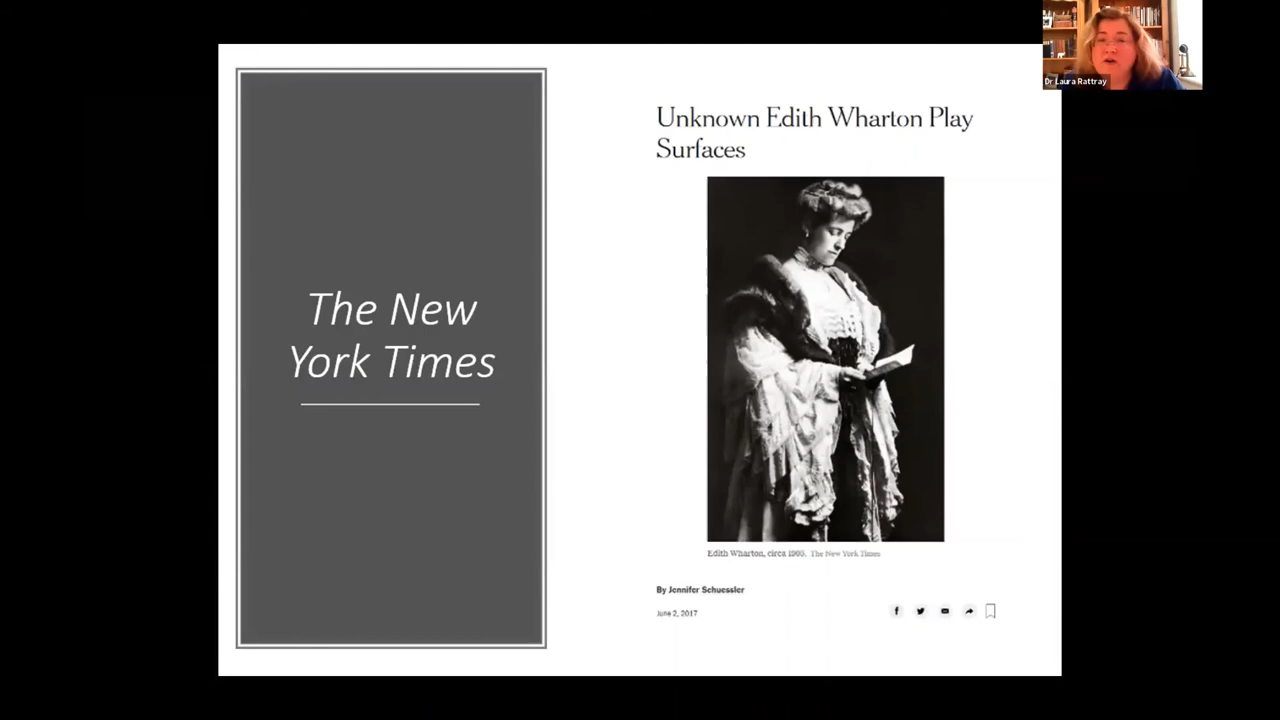 Dr Laura Rattray
The New
York Times
Unknown Edith Wharton Play
Surfaces
Edith Wharton, circa 1905. The New York Times
By Jennifer Schuessler
June 2, 2017